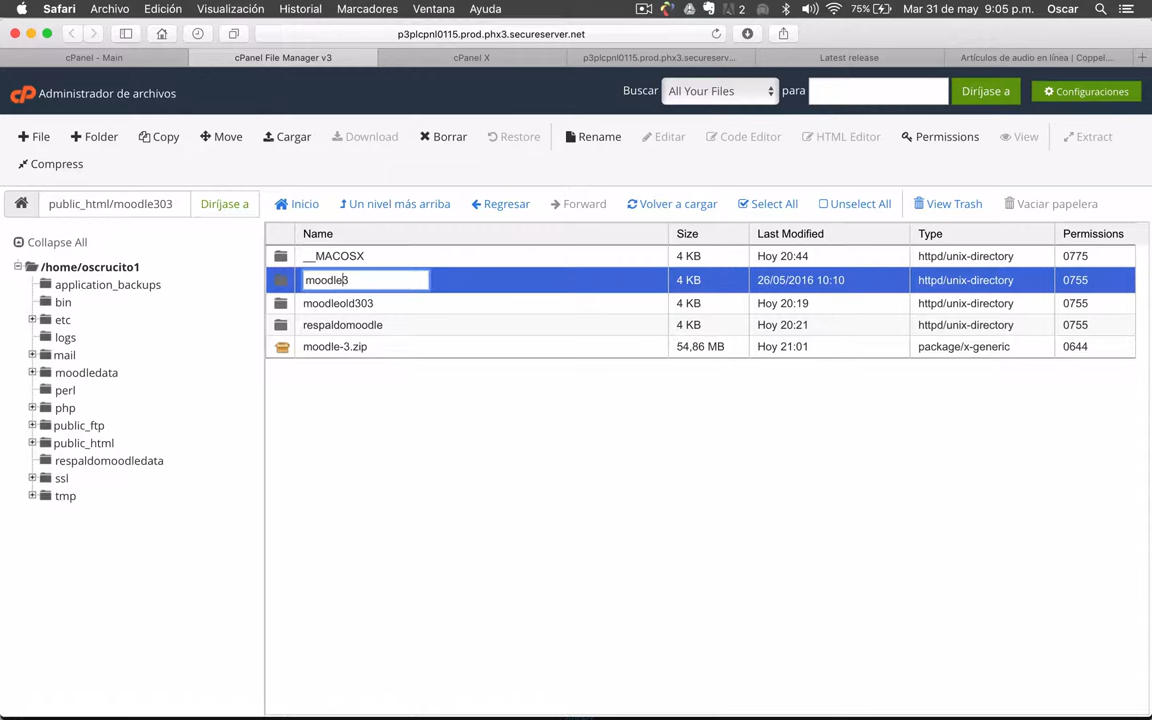 Safari Archivo Edición Visualización Historial Marcadores Ventana Ayuda 2 75% Mar 31 de may 9:05 p.m. Oscar
p3plcpnl0115.prod.phx3.secureserver.net
cPanel - Main cPanel File Manager v3 cPanel X p3plcpnl0115.prod.phx3.secureserv... Latest release Artículos de audio en línea | Coppel....
cP Administrador de archivos Buscar All Your Files para Diríjase a Configuraciones
File Folder Copy Move Cargar Download Borrar Restore Rename Editar Code Editor HTML Editor Permissions View Extract
Compress
public_html/moodle303 Diríjase a Inicio Un nivel más arriba Regresar Forward Volver a cargar Select All Unselect All View Trash Vaciar papelera
Collapse All
/home/oscrucito1
application_backups
bin
etc
logs
mail
moodledata
perl
php
public_ftp
public_html
respaldomoodledata
ssl
tmp
Name Size Last Modified Type Permissions
__MACOSX 4 KB Hoy 20:44 httpd/unix-directory 0775
moodle3 4 KB 26/05/2016 10:10 httpd/unix-directory 0755
moodleold303 4 KB Hoy 20:19 httpd/unix-directory 0755
respaldomoodle 4 KB Hoy 20:21 httpd/unix-directory 0755
moodle-3.zip 54,86 MB Hoy 21:01 package/x-generic 0644